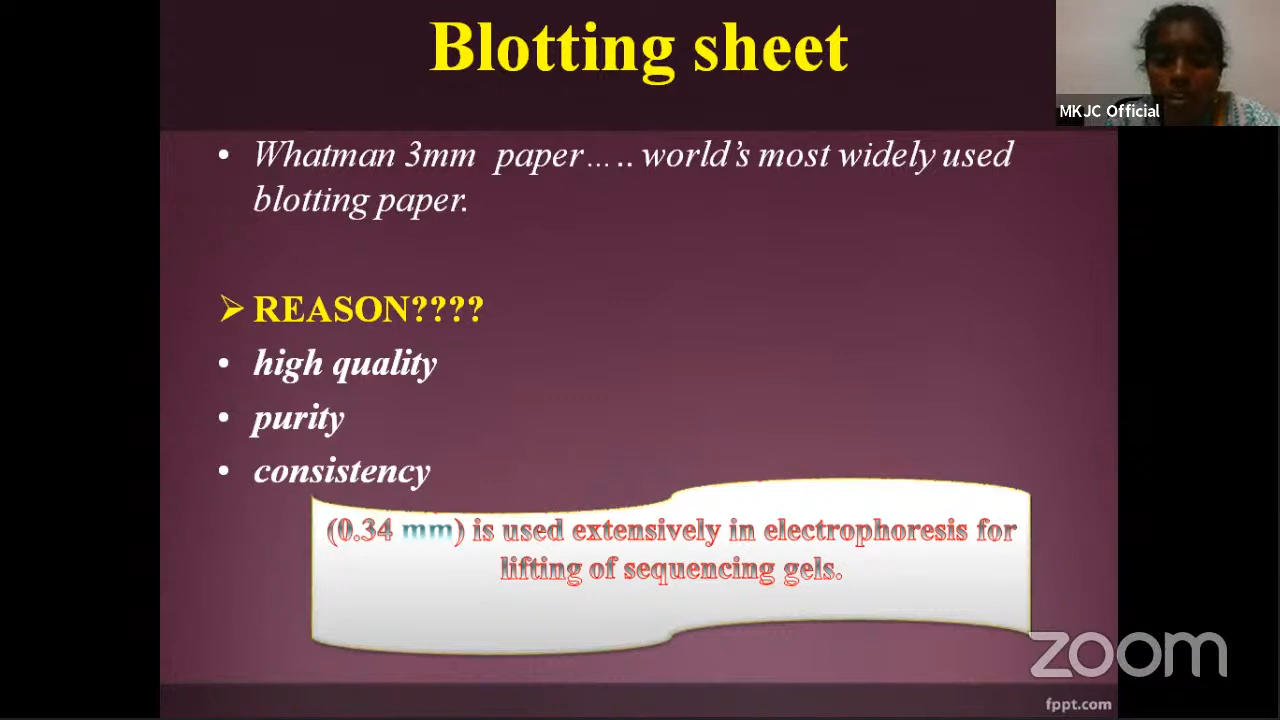 Blotting sheet
MKJC Official
• Whatman 3mm paper….. world’s most widely used
blotting paper.
➢ REASON????
• high quality
• purity
• consistency
(0.34 mm) is used extensively in electrophoresis for
lifting of sequencing gels.
zoom
fppt.com